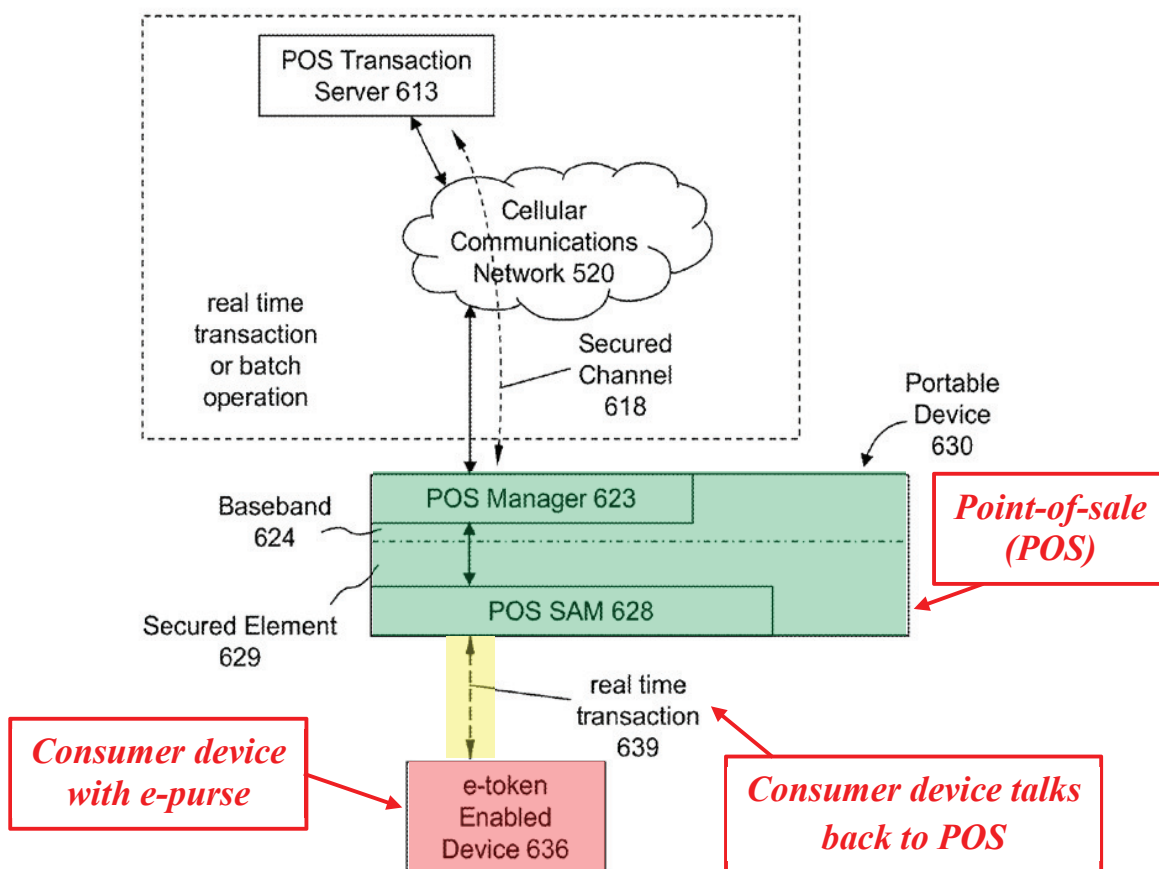 POS Transaction
Server 613
Cellular
Communications
Network 520
real time
transaction
or batch
operation
Secured
Channel
618
Portable
Device
630
POS Manager 623
Baseband
624
Point-of-sale
(POS)
POS SAM 628
Secured Element
629
real time
transaction
639
Consumer device
with e-purse
e-token
Enabled
Device 636
Consumer device talks
back to POS